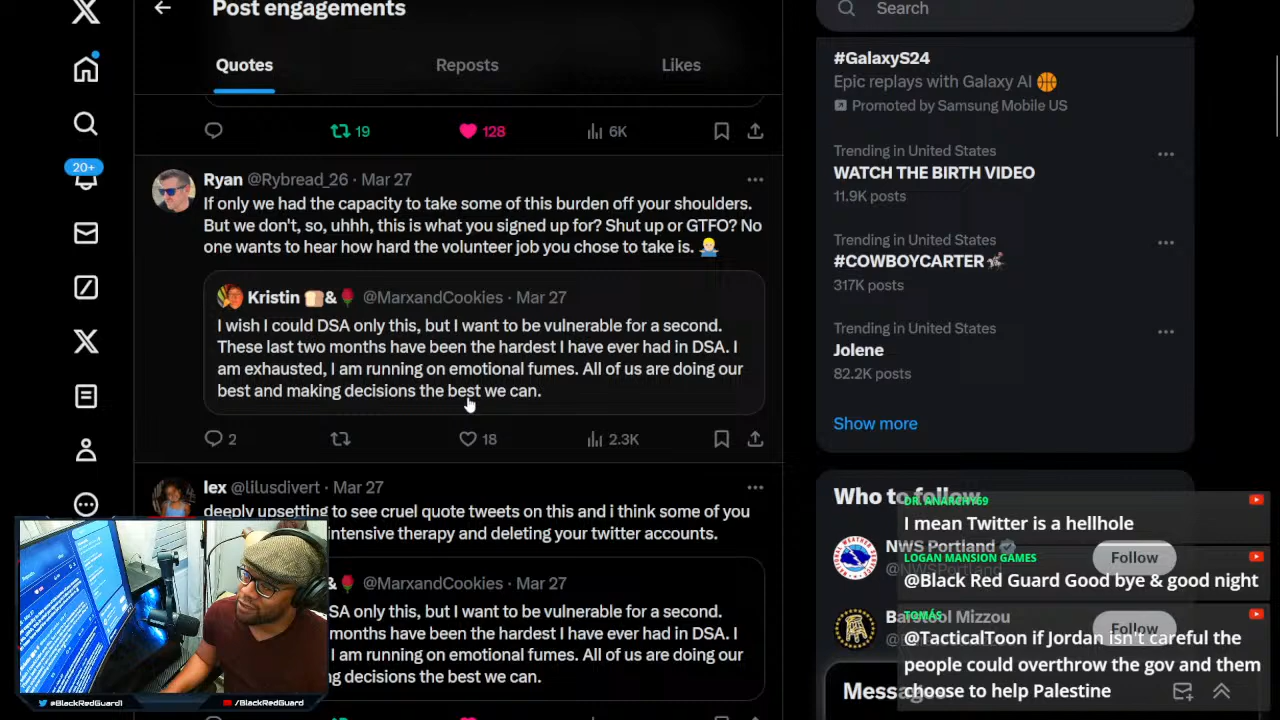 Post engagements
Quotes
Reposts
Likes
19
128
6K
Ryan @Rybread_26 · Mar 27
If only we had the capacity to take some of this burden off your shoulders.
But we don't, so, uhhh, this is what you signed up for? Shut up or GTFO? No
one wants to hear how hard the volunteer job you chose to take is.
Kristin 🍞&🌹 @MarxandCookies · Mar 27
I wish I could DSA only this, but I want to be vulnerable for a second.
These last two months have been the hardest I have ever had in DSA. I
am exhausted, I am running on emotional fumes. All of us are doing our
best and making decisions the best we can.
2
18
2.3K
lex @lilusdivert · Mar 27
deeply upsetting to see cruel quote tweets on this and i think some of you
intensive therapy and deleting your twitter accounts.
& 🌹 @MarxandCookies · Mar 27
SA only this, but I want to be vulnerable for a second.
months have been the hardest I have ever had in DSA. I
I am running on emotional fumes. All of us are doing our
ng decisions the best we can.
20+
Search
#GalaxyS24
Epic replays with Galaxy AI
Promoted by Samsung Mobile US
Trending in United States
WATCH THE BIRTH VIDEO
11.9K posts
Trending in United States
#COWBOYCARTER
317K posts
Trending in United States
Jolene
82.2K posts
Show more
Who to follow
DR. ANARCHY69
I mean Twitter is a hellhole
NWS Portland
@NWSPortland
Follow
LOGAN MANSION GAMES
@Black Red Guard Good bye & good night
Barstool Mizzou
Follow
TOMÁS
@TacticalToon if Jordan isn't careful the
people could overthrow the gov and them
choose to help Palestine
Messages
@BlackRedGuard1
/BlackRedGuard